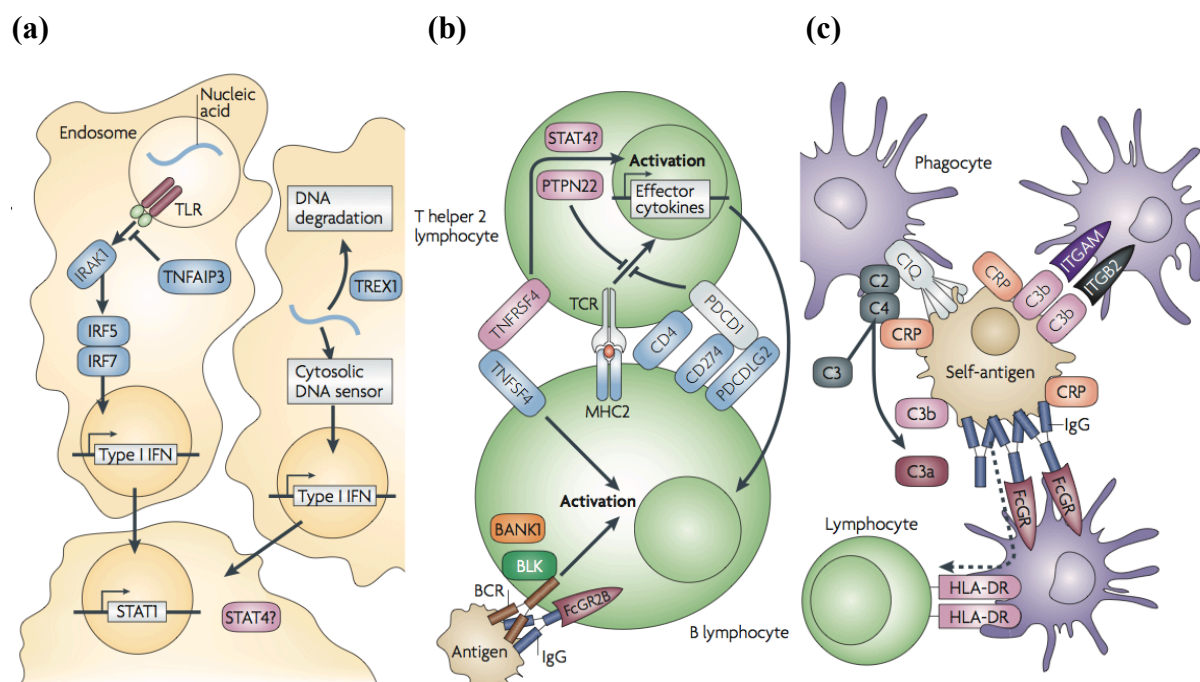 (a)
Nucleic
acid
Endosome
TLR
IRAK1
TNFAIP3
IRF5
IRF7
Type I IFN
DNA
degradation
TREX1
Cytosolic
DNA sensor
Type I IFN
STAT1
STAT4?
(b)
STAT4?
Activation
PTPN22
Effector
cytokines
T helper 2
lymphocyte
TCR
TNFRSF4
PDCD1
CD4
CD274
PDCDLG2
TNFSF4
MHC2
Activation
BANK1
BLK
BCR
FcGR2B
Antigen
IgG
B lymphocyte
(c)
Phagocyte
ITGAM
ITGB2
C1Q
CRP
C2
C4
C3b
C3b
CRP
C3
Self-antigen
CRP
C3b
IgG
C3a
FcGR
FcGR
Lymphocyte
HLA-DR
HLA-DR